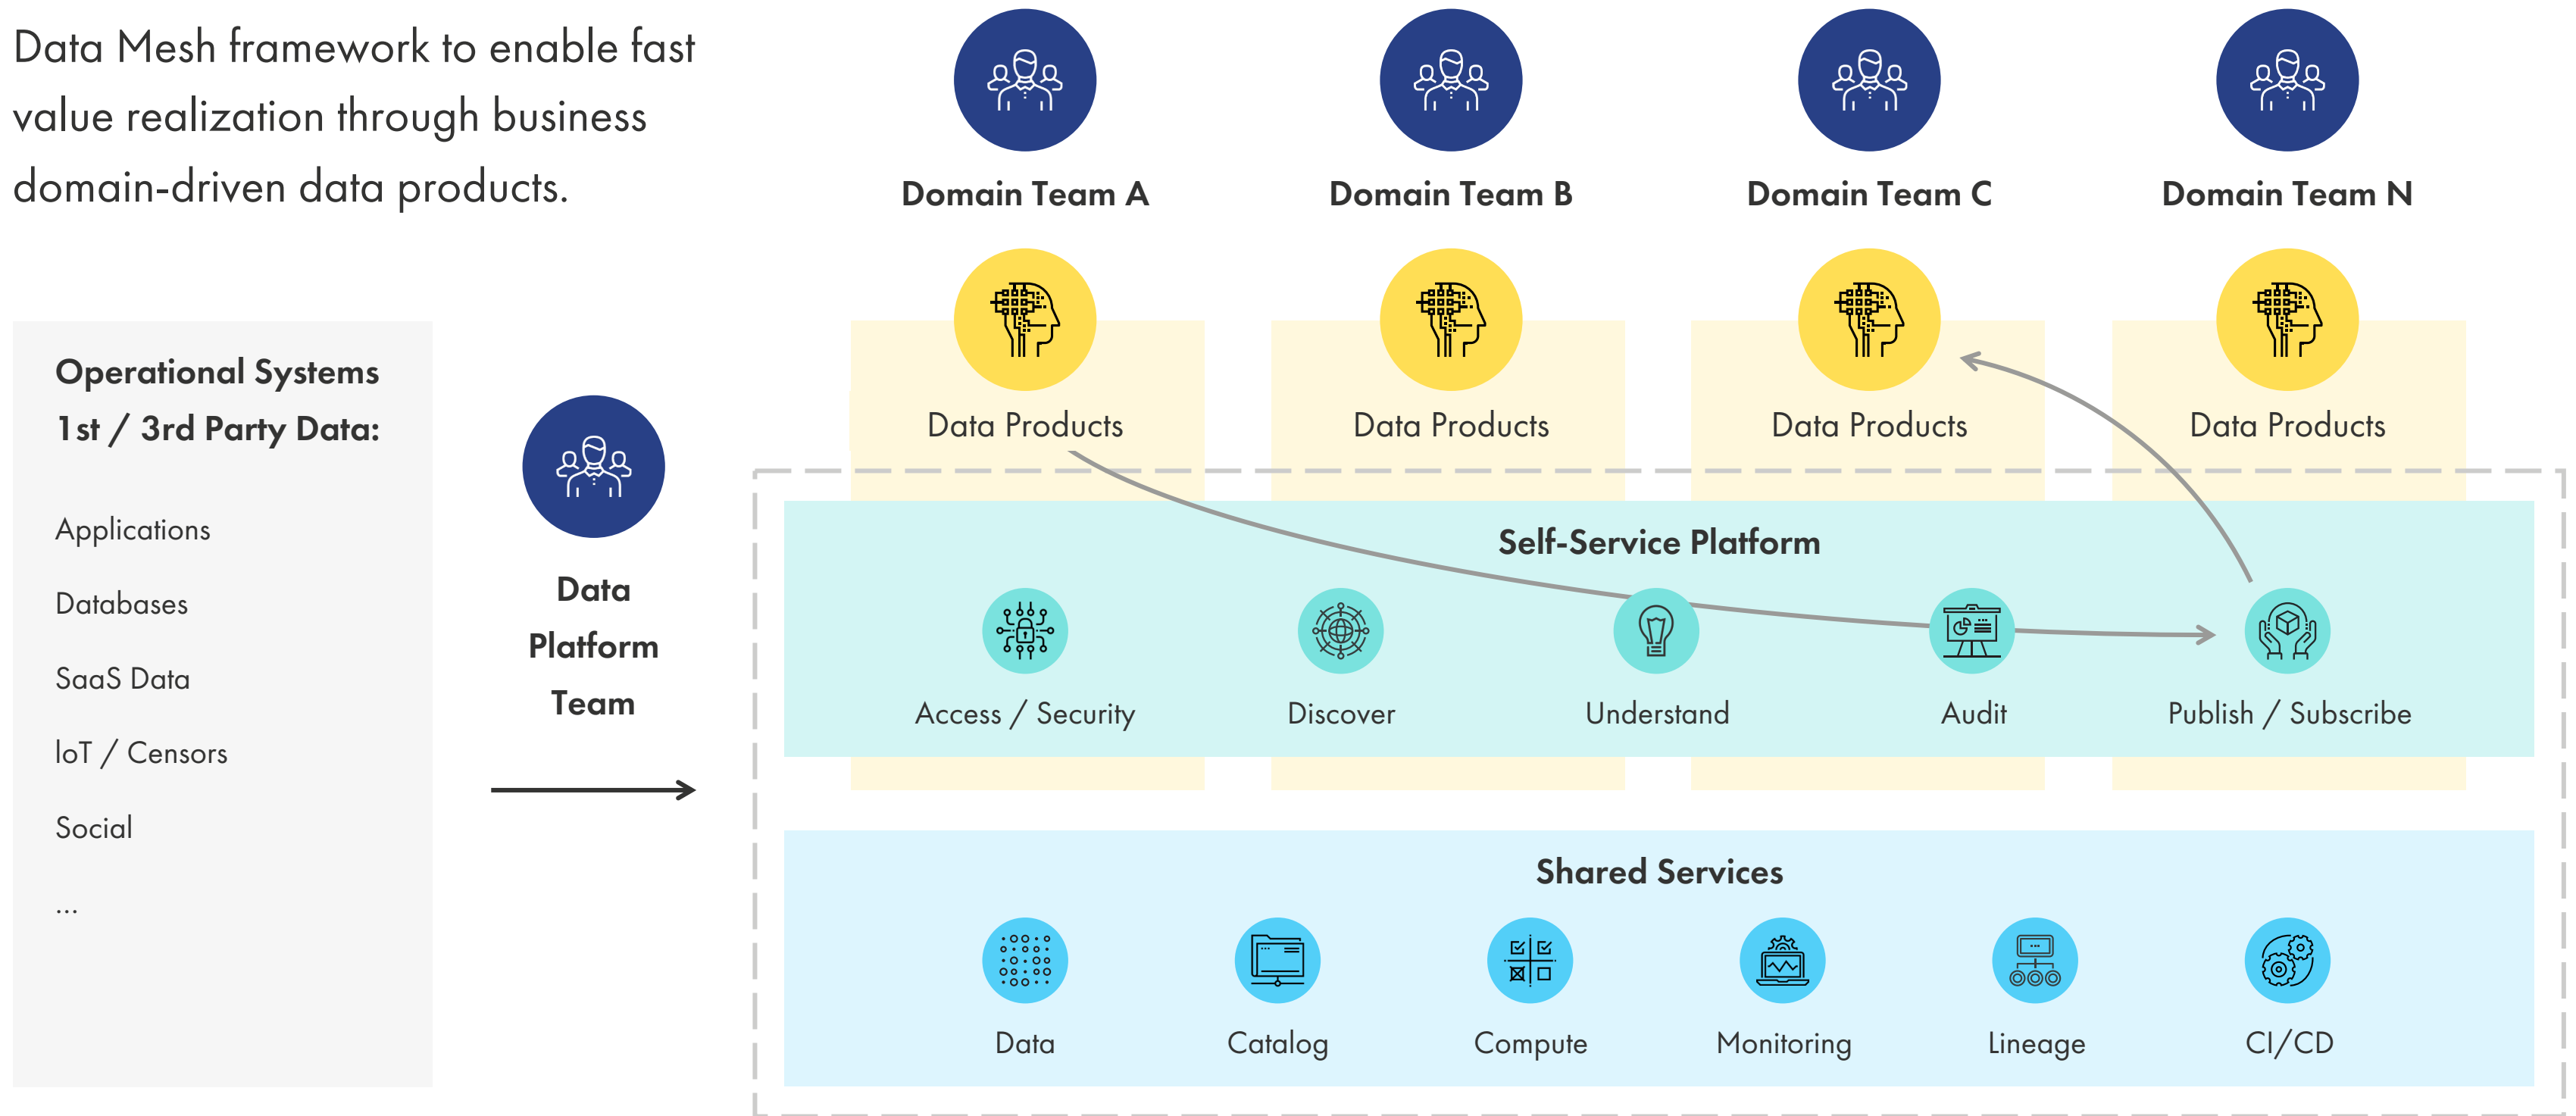 Data Mesh framework to enable fast
value realization through business
domain-driven data products.
Domain Team A
Domain Team B
Domain Team C
Domain Team N
Data Products
Data Products
Data Products
Data Products
Operational Systems
1st / 3rd Party Data:
Applications
Databases
SaaS Data
IoT / Censors
Social
...
Data
Platform
Team
Self-Service Platform
Access / Security
Discover
Understand
Audit
Publish / Subscribe
Shared Services
Data
Catalog
Compute
Monitoring
Lineage
CI/CD